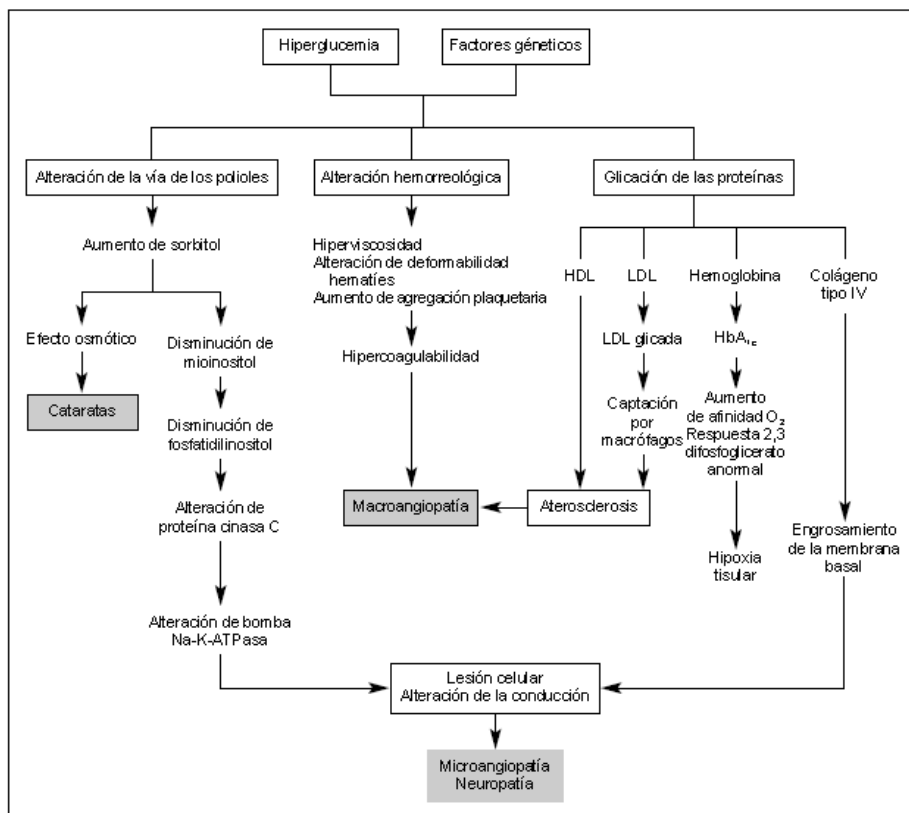 Hiperglucemia
Factores géneticos
Alteración de la vía de los polioles
Alteración hemorreológica
Glicación de las proteínas
Aumento de sorbitol
Hiperviscosidad
Alteración de deformabilidad
hematíes
Aumento de agregación plaquetaria
HDL
LDL
Hemoglobina
Colágeno
tipo IV
Efecto osmótico
Disminución de
mioinositol
Hipercoagulabilidad
LDL glicada
HbA₁c
Cataratas
Disminución de
fosfatidilinositol
Captación
por
macrófagos
Aumento
de afinidad O₂
Respuesta 2,3
difosfoglicerato
anormal
Alteración de
proteína cinasa C
Macroangiopatía
Aterosclerosis
Hipoxia
tisular
Engrosamiento
de la membrana
basal
Alteración de bomba
Na-K-ATPasa
Lesión celular
Alteración de la conducción
Microangiopatía
Neuropatía